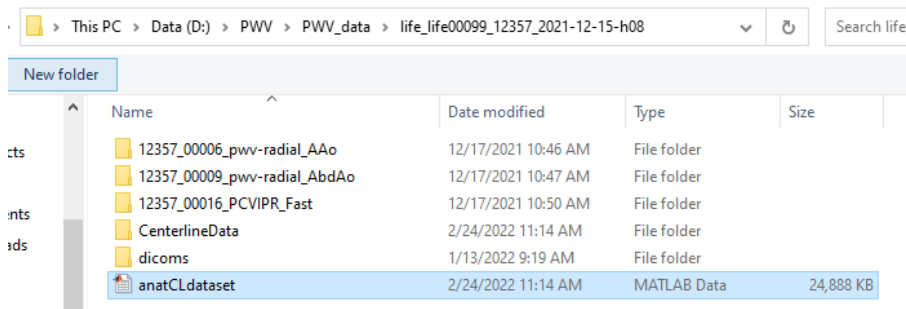 This PC > Data (D:) > PWV > PWV_data > life_life00099_12357_2021-12-15-h08 Search life
New folder
Name Date modified Type Size
cts 12357_00006_pwv-radial_AAo 12/17/2021 10:46 AM File folder
12357_00009_pwv-radial_AbdAo 12/17/2021 10:47 AM File folder
12357_00016_PCVIPR_Fast 12/17/2021 10:50 AM File folder
ents CenterlineData 2/24/2022 11:14 AM File folder
ads dicoms 1/13/2022 9:19 AM File folder
anatCLdataset 2/24/2022 11:14 AM MATLAB Data 24,888 KB